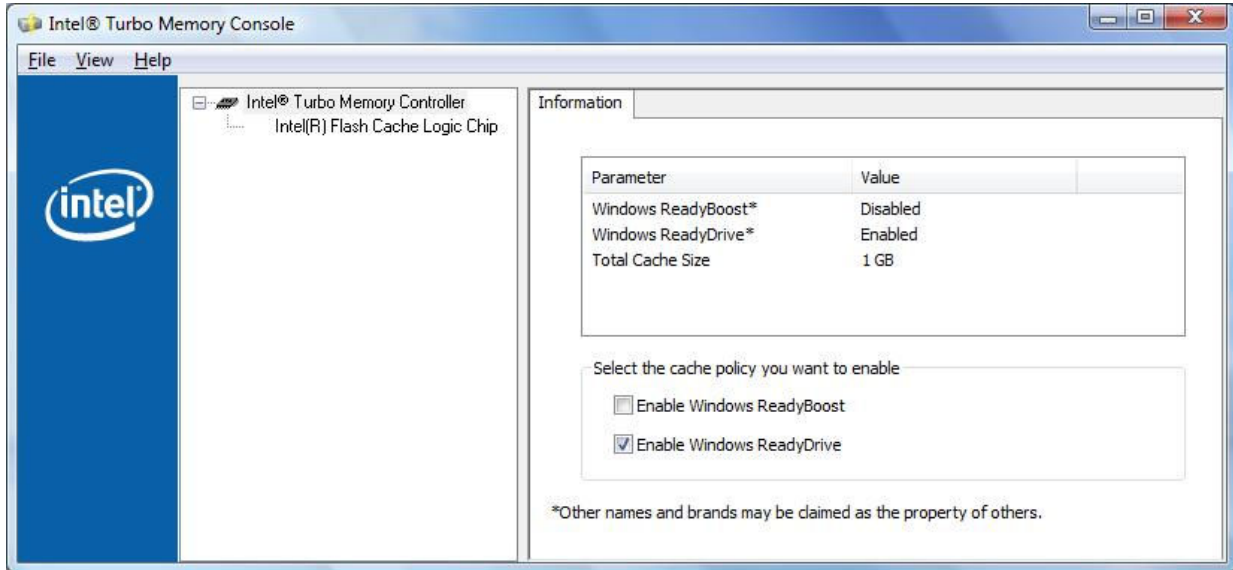 Intel® Turbo Memory Console
File View Help
Intel® Turbo Memory Controller
Intel(R) Flash Cache Logic Chip
intel
Information
Parameter Value
Windows ReadyBoost* Disabled
Windows ReadyDrive* Enabled
Total Cache Size 1 GB
Select the cache policy you want to enable
Enable Windows ReadyBoost
Enable Windows ReadyDrive
*Other names and brands may be claimed as the property of others.